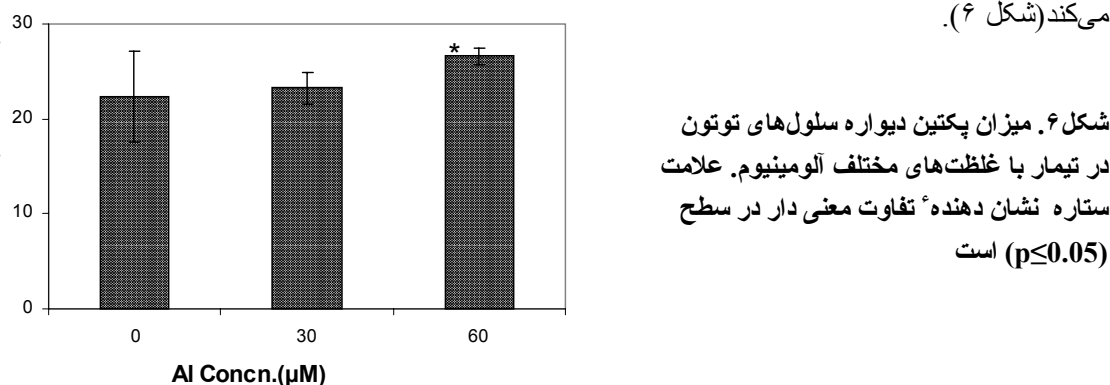 می‌کند(شکل ۶).
شکل۶. میزان پکتین دیواره سلول‌های توتون
در تیمار با غلظت‌های مختلف آلومینیوم. علامت
ستاره نشان دهندهٔ تفاوت معنی دار در سطح
(p≤0.05) است
30
20
10
0
*
0 30 60
Al Concn.(µM)